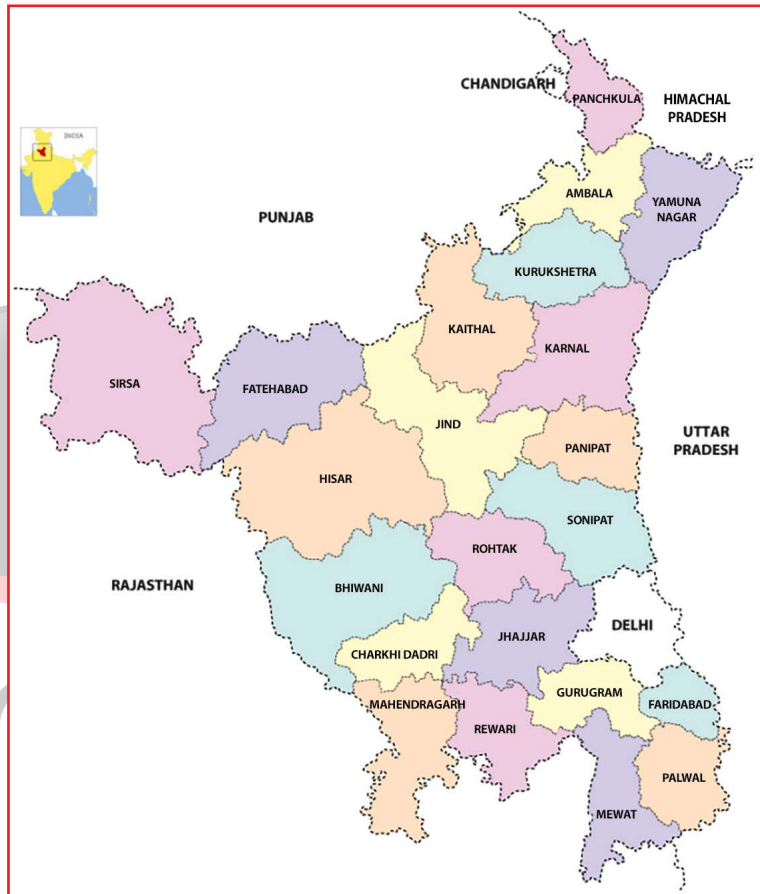 CHANDIGARH
PANCHKULA
HIMACHAL
PRADESH
INDIA
AMBALA
YAMUNA
NAGAR
PUNJAB
KURUKSHETRA
KAITHAL
KARNAL
SIRSA
FATEHABAD
JIND
UTTAR
PRADESH
PANIPAT
HISAR
SONIPAT
ROHTAK
RAJASTHAN
BHIWANI
DELHI
JHAJJAR
CHARKHI DADRI
GURUGRAM
MAHENDRAGARH
FARIDABAD
REWARI
PALWAL
MEWAT